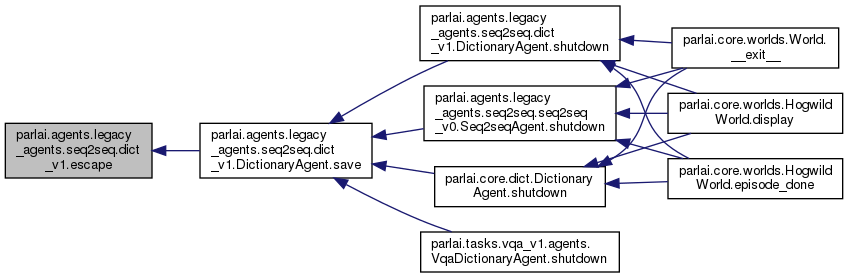 parlai.agents.legacy
_agents.seq2seq.dict
_v1.escape
parlai.agents.legacy
_agents.seq2seq.dict
_v1.DictionaryAgent.save
parlai.agents.legacy
_agents.seq2seq.dict
_v1.DictionaryAgent.shutdown
parlai.agents.legacy
_agents.seq2seq.seq2seq
_v0.Seq2seqAgent.shutdown
parlai.core.dict.Dictionary
Agent.shutdown
parlai.tasks.vqa_v1.agents.
VqaDictionaryAgent.shutdown
parlai.core.worlds.World.
__exit__
parlai.core.worlds.Hogwild
World.display
parlai.core.worlds.Hogwild
World.episode_done